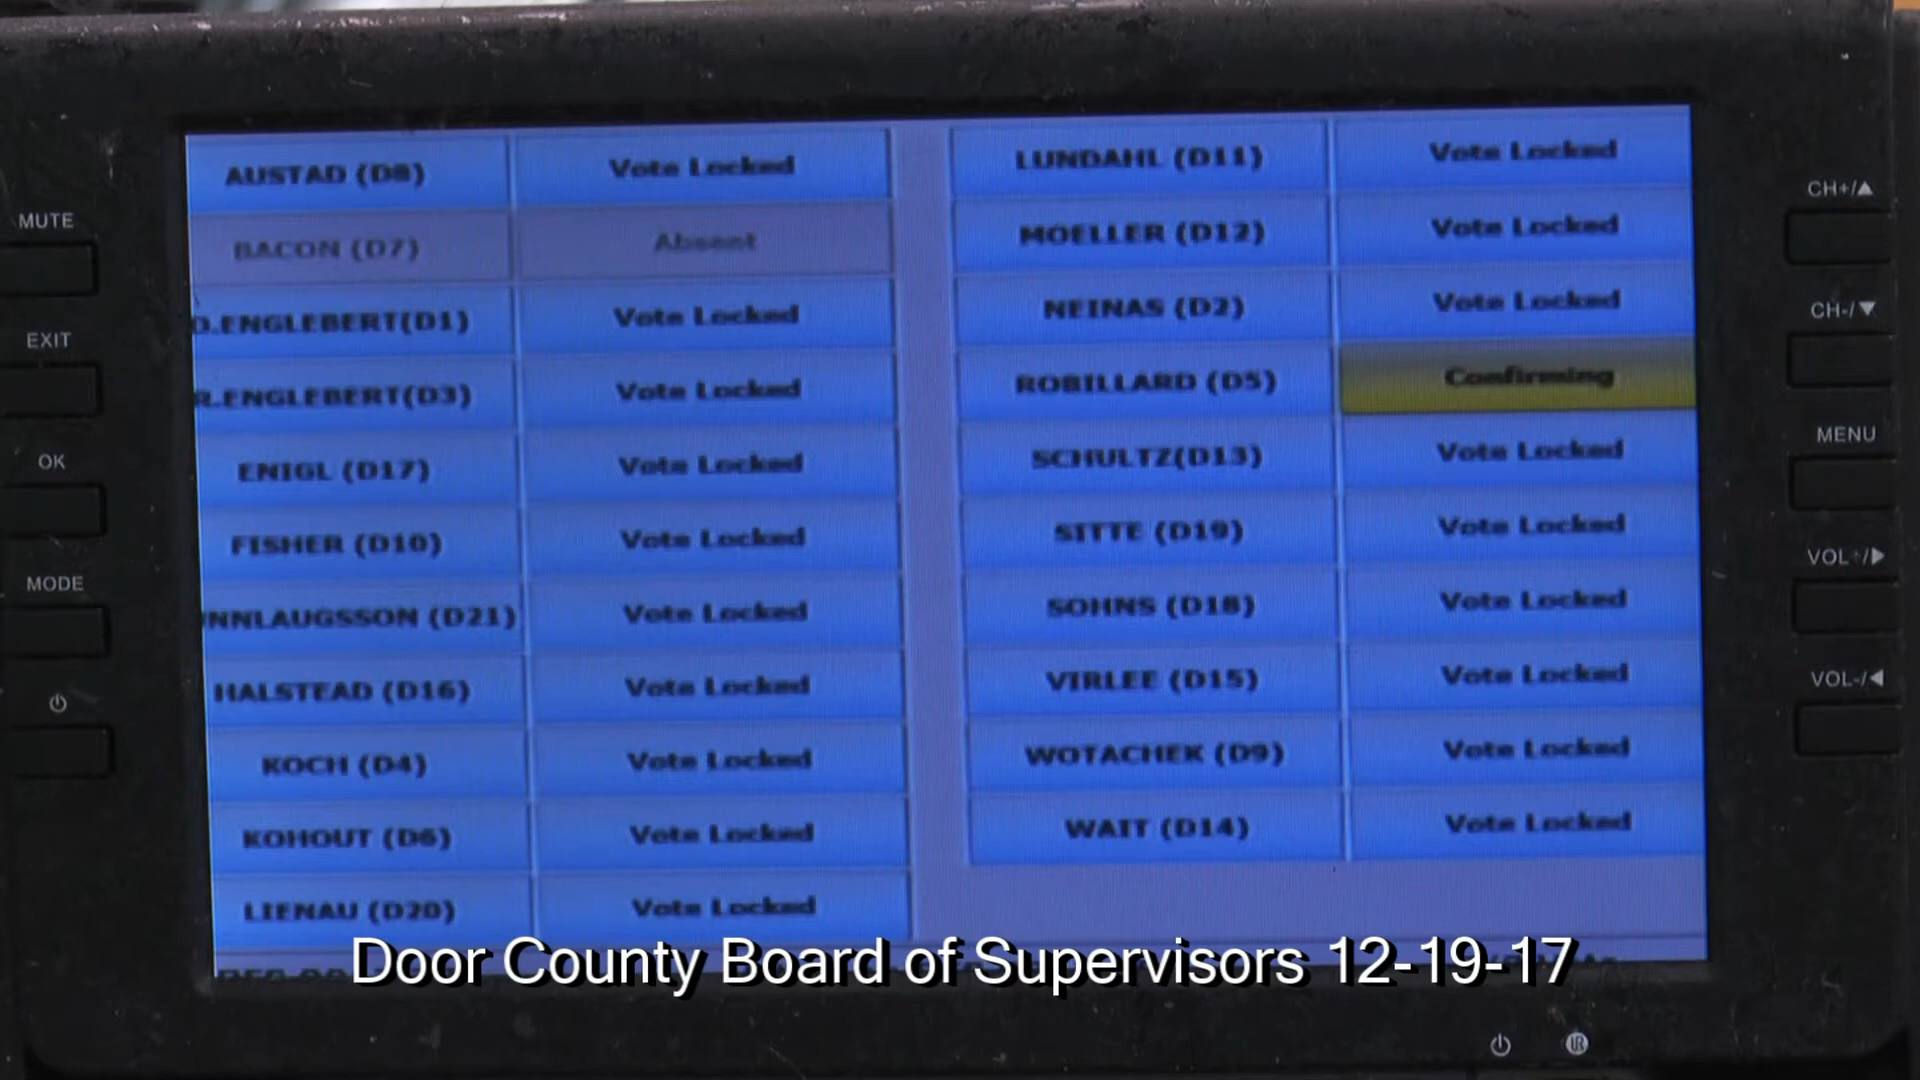 MUTE
EXIT
OK
MODE
AUSTAD (D8) Vote Locked
BACON (D7) Absent
D.ENGLEBERT(D1) Vote Locked
R.ENGLEBERT(D3) Vote Locked
ENIGL (D17) Vote Locked
FISHER (D10) Vote Locked
NNLAUGSSON (D21) Vote Locked
HALSTEAD (D16) Vote Locked
KOCH (D4) Vote Locked
KOHOUT (D6) Vote Locked
LIENAU (D20) Vote Locked
LUNDAHL (D11) Vote Locked
MOELLER (D12) Vote Locked
NEINAS (D2) Vote Locked
ROBILLARD (D5) Confirming
SCHULTZ(D13) Vote Locked
SITTE (D19) Vote Locked
SOHNS (D18) Vote Locked
VIRLEE (D15) Vote Locked
WOTACHEK (D9) Vote Locked
WAIT (D14) Vote Locked
CH+/▲
CH-/▼
MENU
VOL+/▶
VOL-/◀
Door County Board of Supervisors 12-19-17
IR